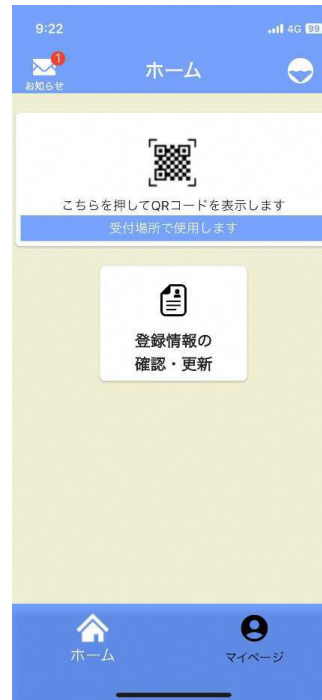 9:22
4G 99
1
お知らせ
ホーム
こちらを押してQRコードを表示します
受付場所で使用します
登録情報の
確認・更新
ホーム
マイページ